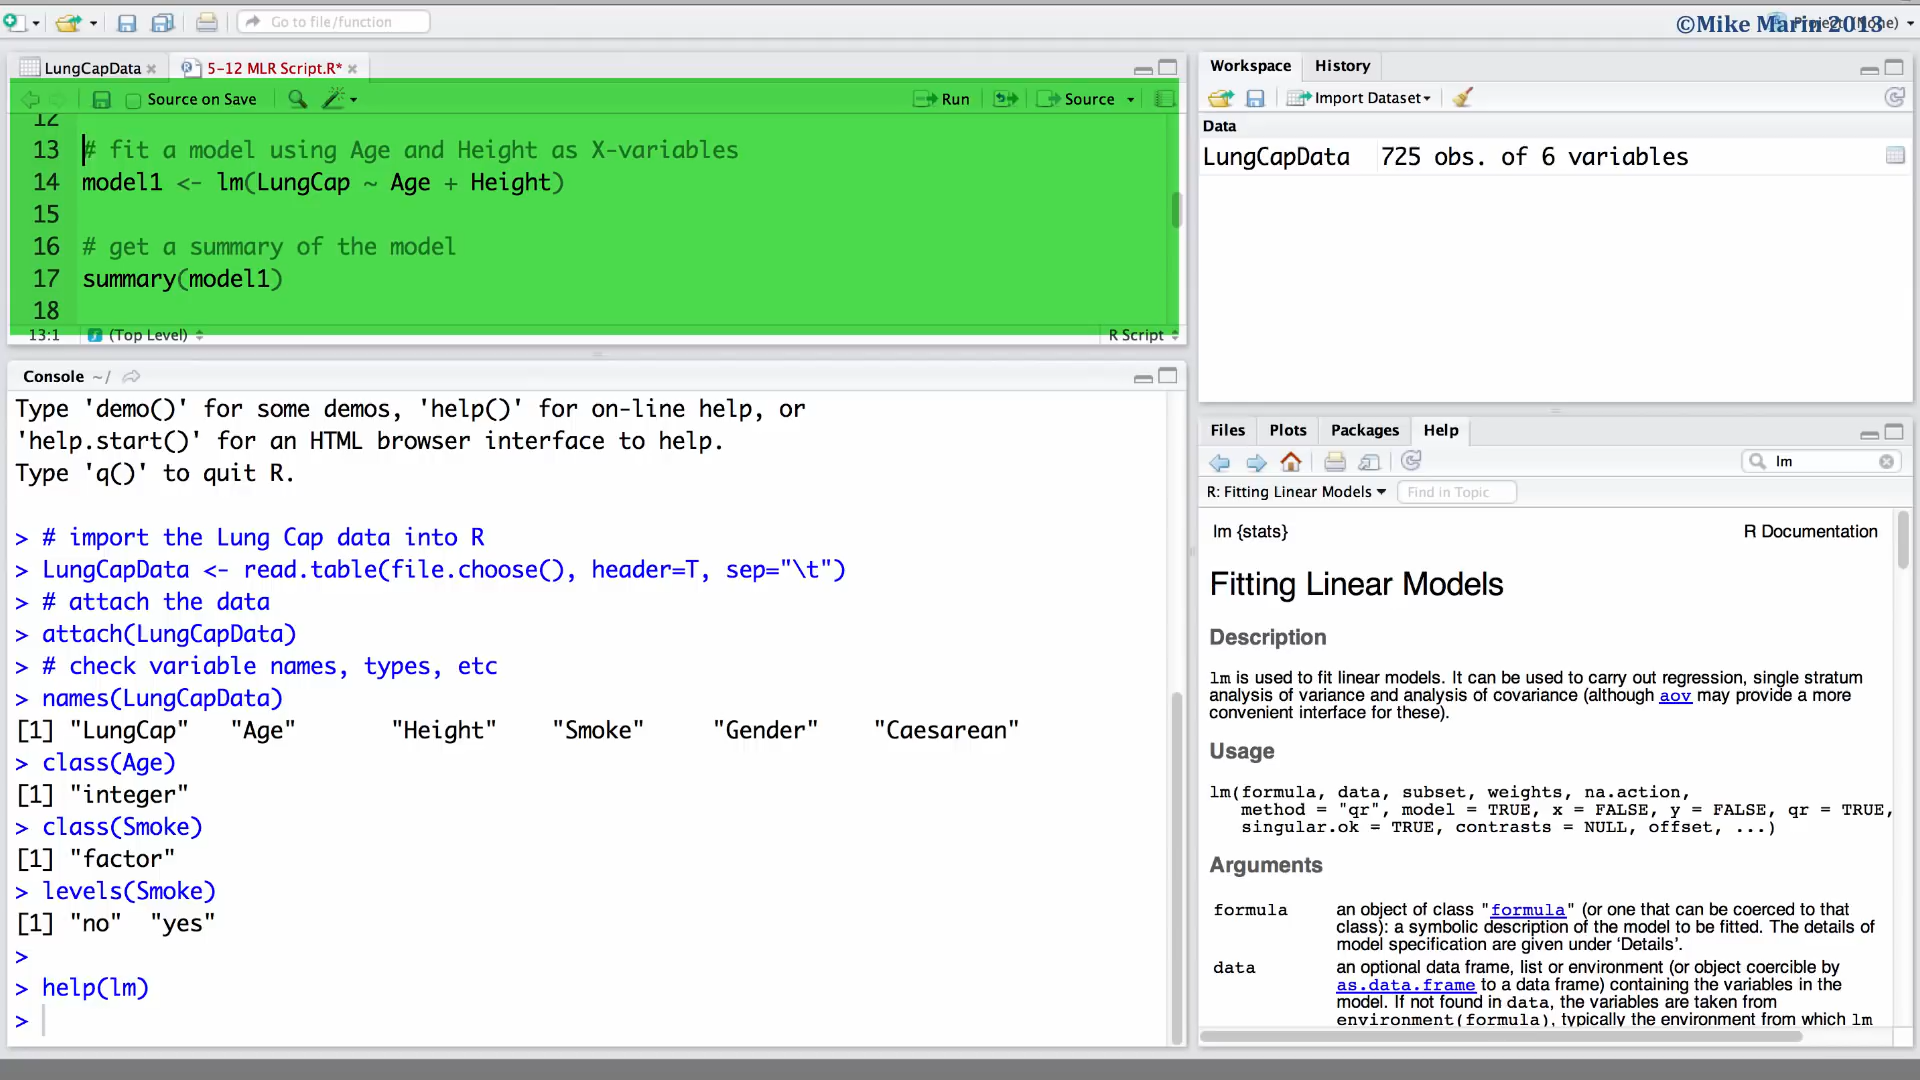 Go to file/function
©Mike Marin 2013
LungCapData
5-12 MLR Script.R*
Source on Save
Run
Source
12
13 # fit a model using Age and Height as X-variables
14 model1 <- lm(LungCap ~ Age + Height)
15
16 # get a summary of the model
17 summary(model1)
18
13:1 (Top Level) R Script
Console ~/
Type 'demo()' for some demos, 'help()' for on-line help, or
'help.start()' for an HTML browser interface to help.
Type 'q()' to quit R.
> # import the Lung Cap data into R
> LungCapData <- read.table(file.choose(), header=T, sep="\t")
> # attach the data
> attach(LungCapData)
> # check variable names, types, etc
> names(LungCapData)
[1] "LungCap" "Age" "Height" "Smoke" "Gender" "Caesarean"
> class(Age)
[1] "integer"
> class(Smoke)
[1] "factor"
> levels(Smoke)
[1] "no" "yes"
>
> help(lm)
>
Workspace History
Import Dataset
Data
LungCapData 725 obs. of 6 variables
Files Plots Packages Help
lm
R: Fitting Linear Models Find in Topic
lm {stats} R Documentation
Fitting Linear Models
Description
lm is used to fit linear models. It can be used to carry out regression, single stratum
analysis of variance and analysis of covariance (although aov may provide a more
convenient interface for these).
Usage
lm(formula, data, subset, weights, na.action,
method = "qr", model = TRUE, x = FALSE, y = FALSE, qr = TRUE,
singular.ok = TRUE, contrasts = NULL, offset, ...)
Arguments
formula an object of class "formula" (or one that can be coerced to that
class): a symbolic description of the model to be fitted. The details of
model specification are given under ‘Details’.
data an optional data frame, list or environment (or object coercible by
as.data.frame to a data frame) containing the variables in the
model. If not found in data, the variables are taken from
environment(formula), typically the environment from which lm